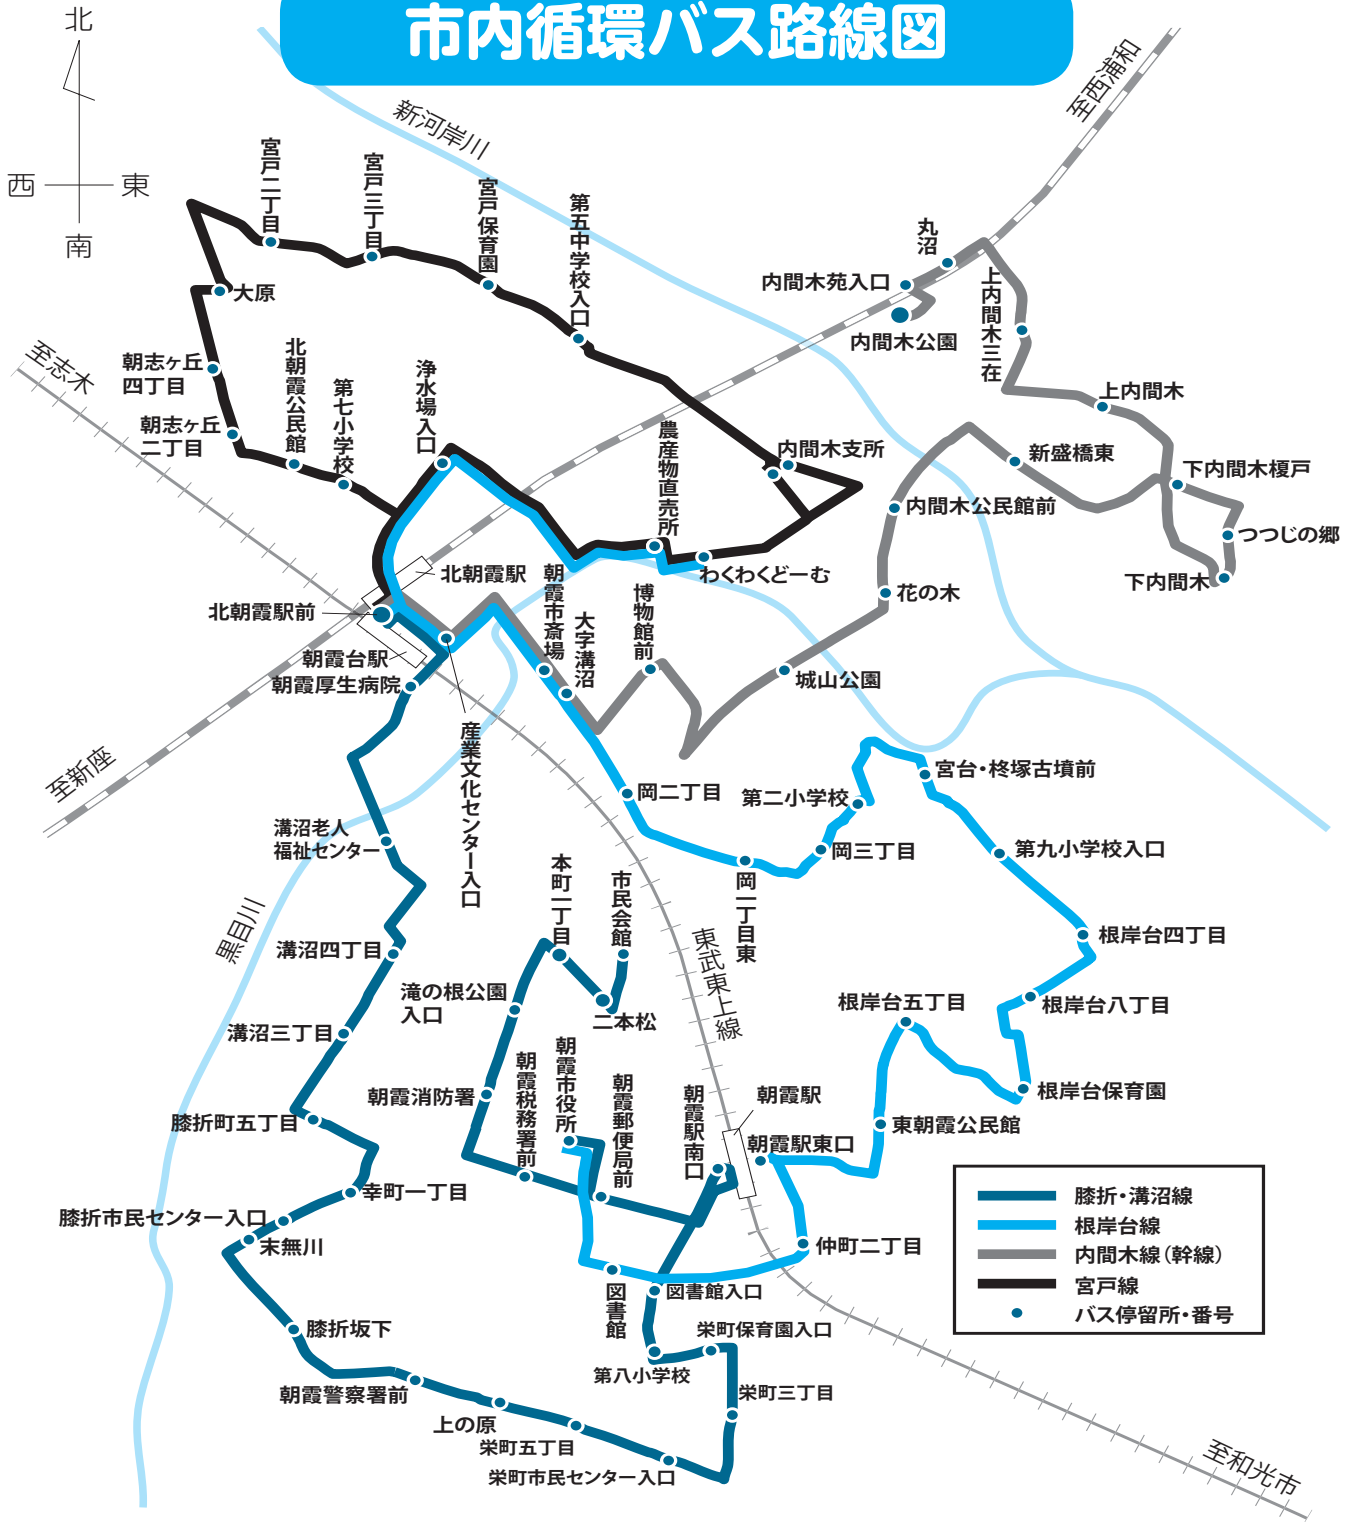 市内循環バス路線図
北
西
東
南
新河岸川
至西浦和
宮戸二丁目
宮戸三丁目
宮戸保育園
第五中学校入口
丸沼
内間木苑入口
内間木公園
上内間木三在
大原
朝志ヶ丘
四丁目
朝志ヶ丘
二丁目
至志木
北朝霞公民館
第七小学校
浄水場入口
農産物直売所
内間木支所
上内間木
新盛橋東
下内間木榎戸
内間木公民館前
つつじの郷
下内間木
わくわくどーむ
花の木
北朝霞駅
北朝霞駅前
朝霞台駅
朝霞厚生病院
朝霞市斎場
大字溝沼
博物館前
城山公園
産業文化センター入口
至新座
岡二丁目
第二小学校
宮台・柊塚古墳前
溝沼老人
福祉センター
岡三丁目
第九小学校入口
岡一丁目東
黒目川
本町一丁目
市民会館
東武東上線
溝沼四丁目
根岸台四丁目
滝の根公園
入口
二本松
根岸台五丁目
根岸台八丁目
溝沼三丁目
朝霞消防署
朝霞税務署前
朝霞市役所
朝霞郵便局前
朝霞駅南口
朝霞駅
根岸台保育園
膝折町五丁目
朝霞駅東口
東朝霞公民館
幸町一丁目
膝折市民センター入口
末無川
仲町二丁目
図書館
図書館入口
膝折坂下
栄町保育園入口
第八小学校
朝霞警察署前
栄町三丁目
上の原
栄町五丁目
栄町市民センター入口
至和光市
膝折・溝沼線
根岸台線
内間木線（幹線）
宮戸線
バス停留所・番号